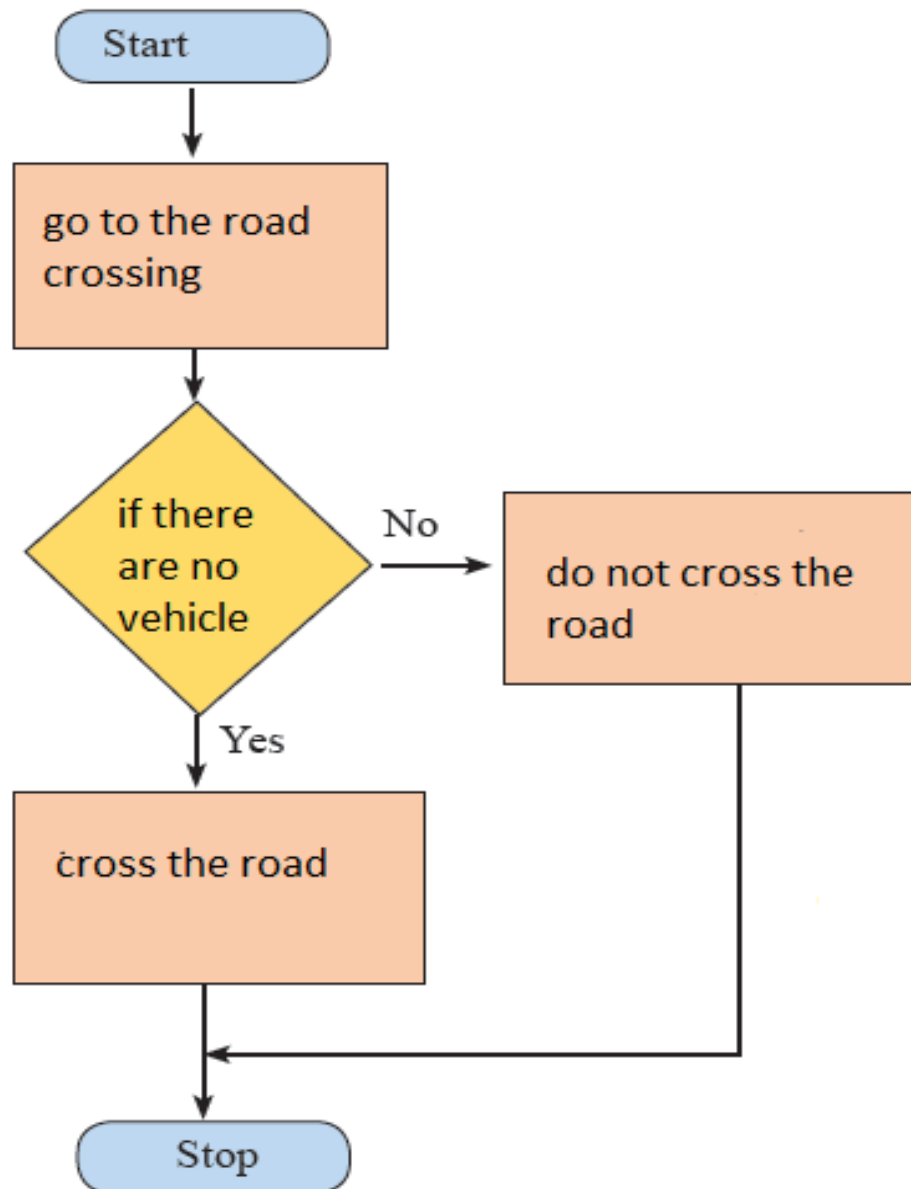 Start
go to the road
crossing
if there
are no
vehicle
No
do not cross the
road
Yes
cross the road
Stop